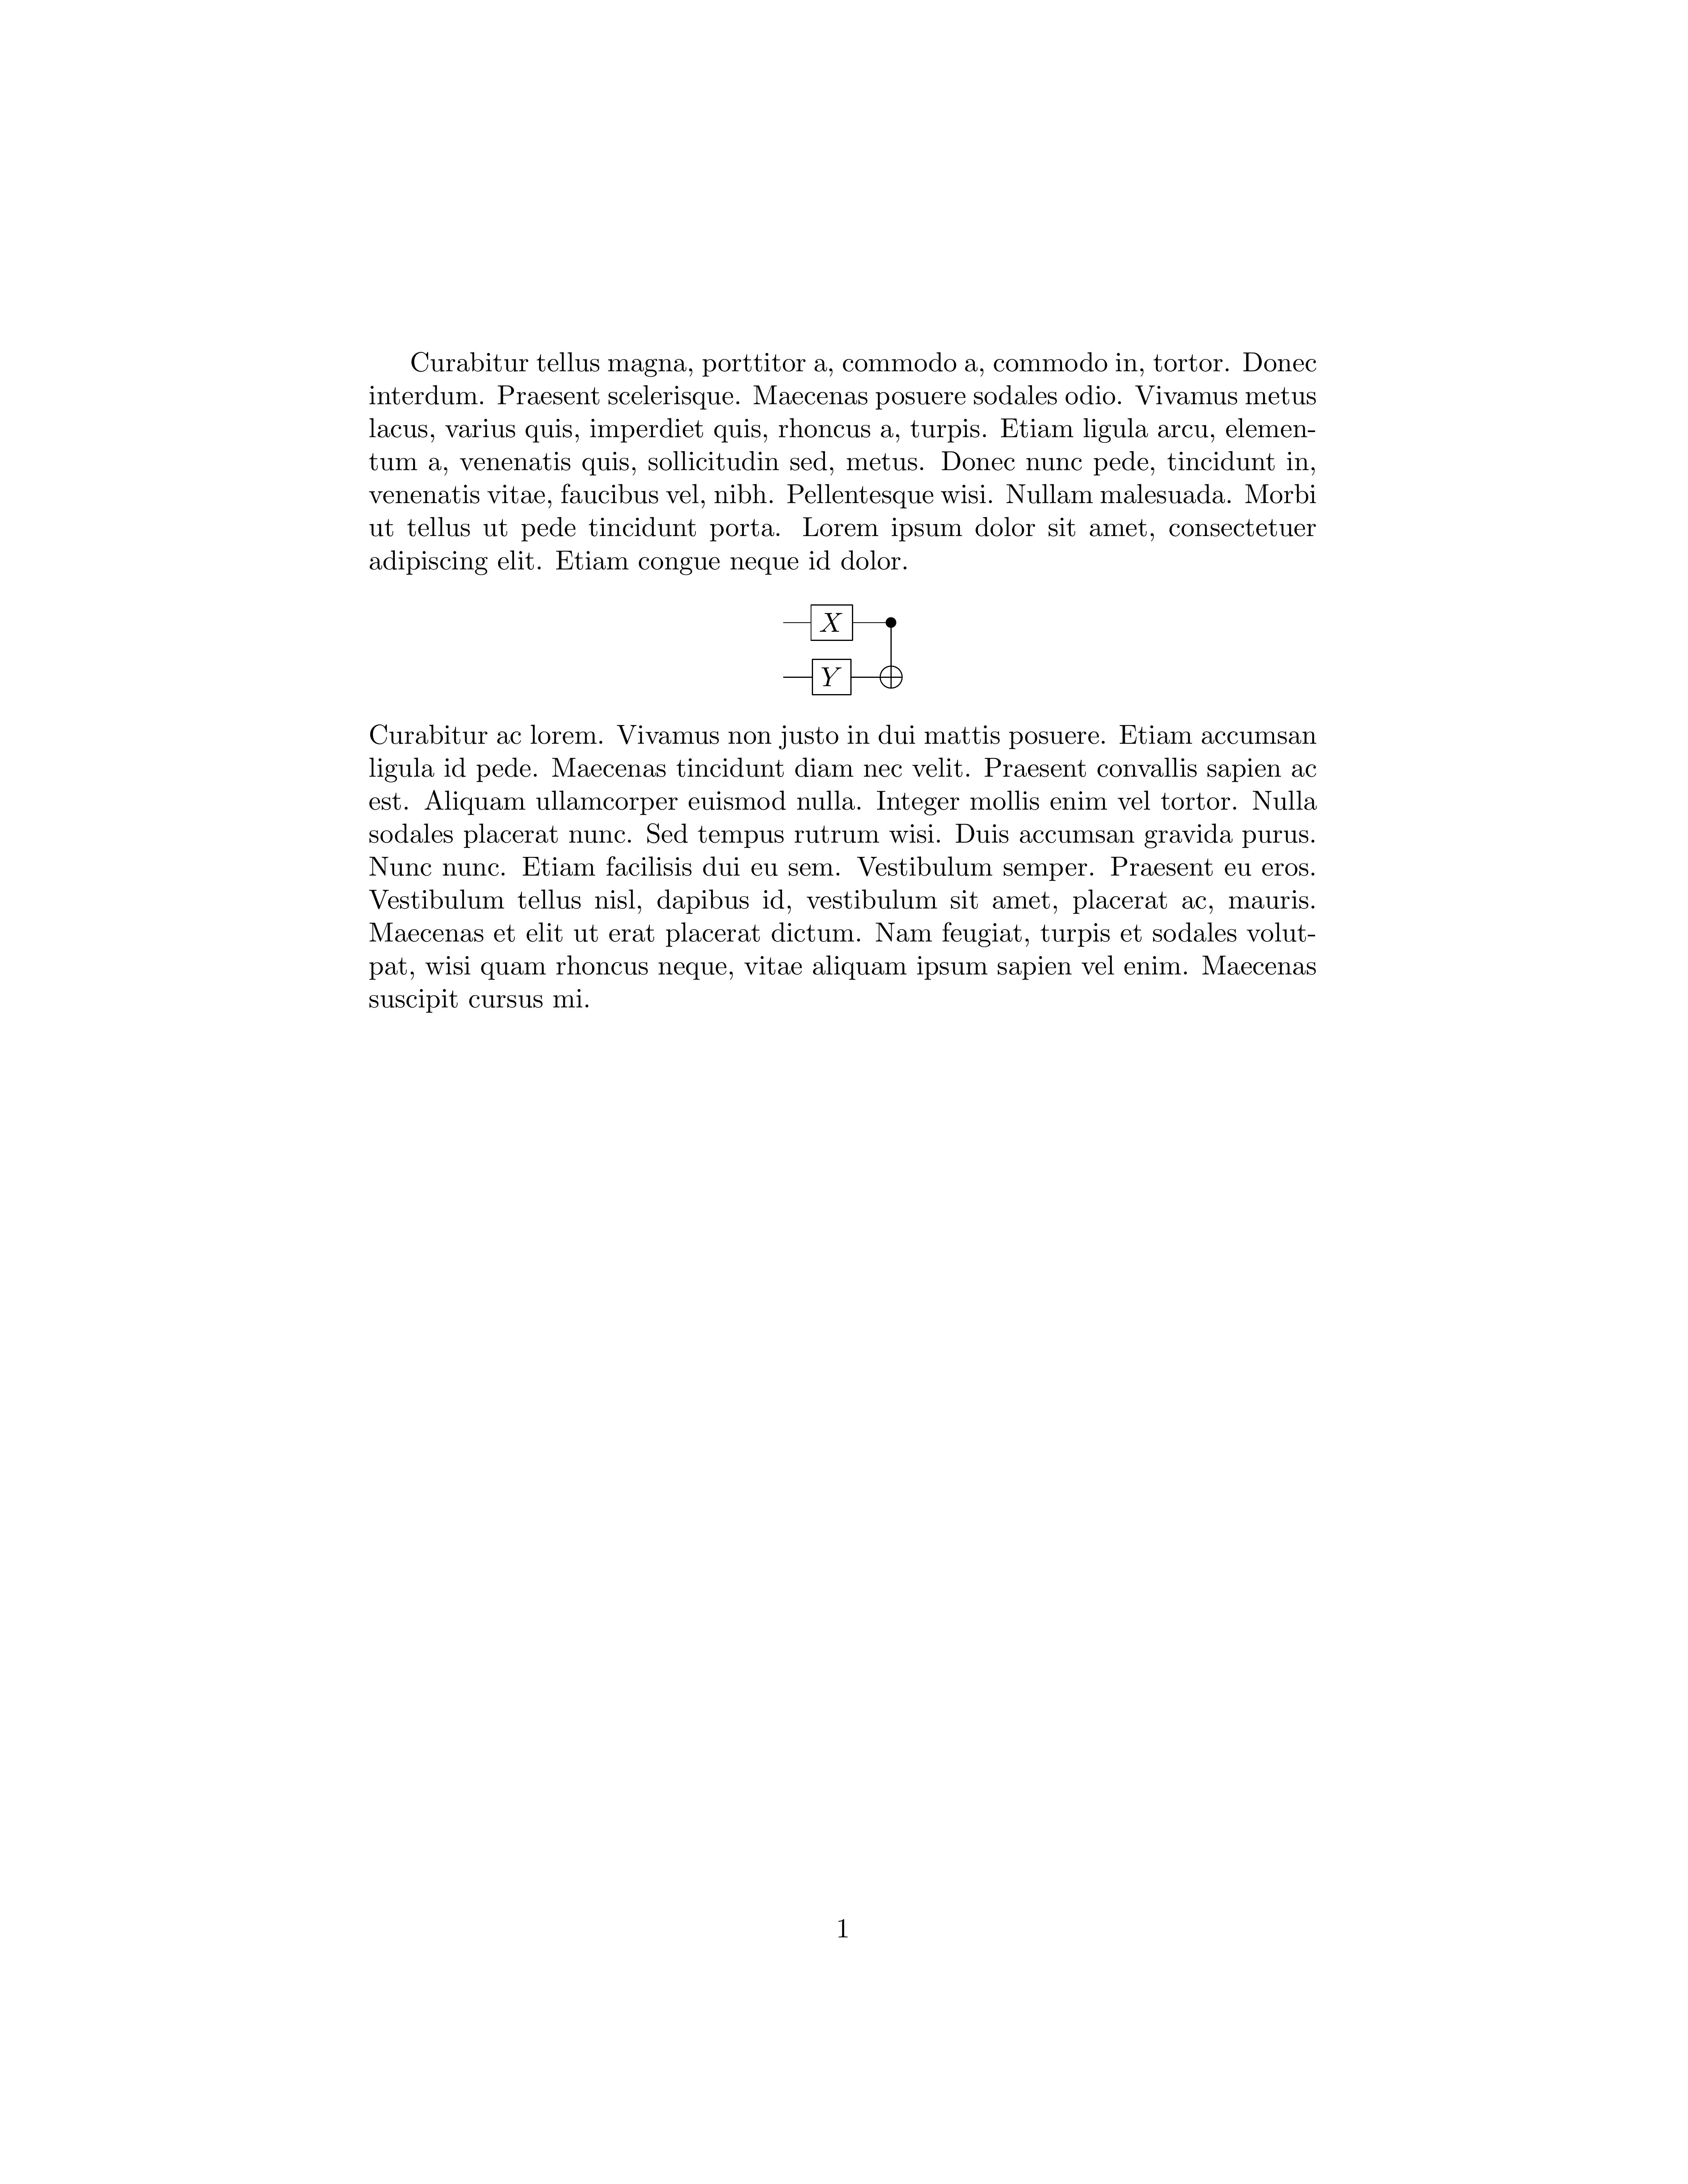 Curabitur tellus magna, porttitor a, commodo a, commodo in, tortor. Donec
interdum. Praesent scelerisque. Maecenas posuere sodales odio. Vivamus metus
lacus, varius quis, imperdiet quis, rhoncus a, turpis. Etiam ligula arcu, elemen-
tum a, venenatis quis, sollicitudin sed, metus. Donec nunc pede, tincidunt in,
venenatis vitae, faucibus vel, nibh. Pellentesque wisi. Nullam malesuada. Morbi
ut tellus ut pede tincidunt porta. Lorem ipsum dolor sit amet, consectetuer
adipiscing elit. Etiam congue neque id dolor.
X
Y
Curabitur ac lorem. Vivamus non justo in dui mattis posuere. Etiam accumsan
ligula id pede. Maecenas tincidunt diam nec velit. Praesent convallis sapien ac
est. Aliquam ullamcorper euismod nulla. Integer mollis enim vel tortor. Nulla
sodales placerat nunc. Sed tempus rutrum wisi. Duis accumsan gravida purus.
Nunc nunc. Etiam facilisis dui eu sem. Vestibulum semper. Praesent eu eros.
Vestibulum tellus nisl, dapibus id, vestibulum sit amet, placerat ac, mauris.
Maecenas et elit ut erat placerat dictum. Nam feugiat, turpis et sodales volut-
pat, wisi quam rhoncus neque, vitae aliquam ipsum sapien vel enim. Maecenas
suscipit cursus mi.
1